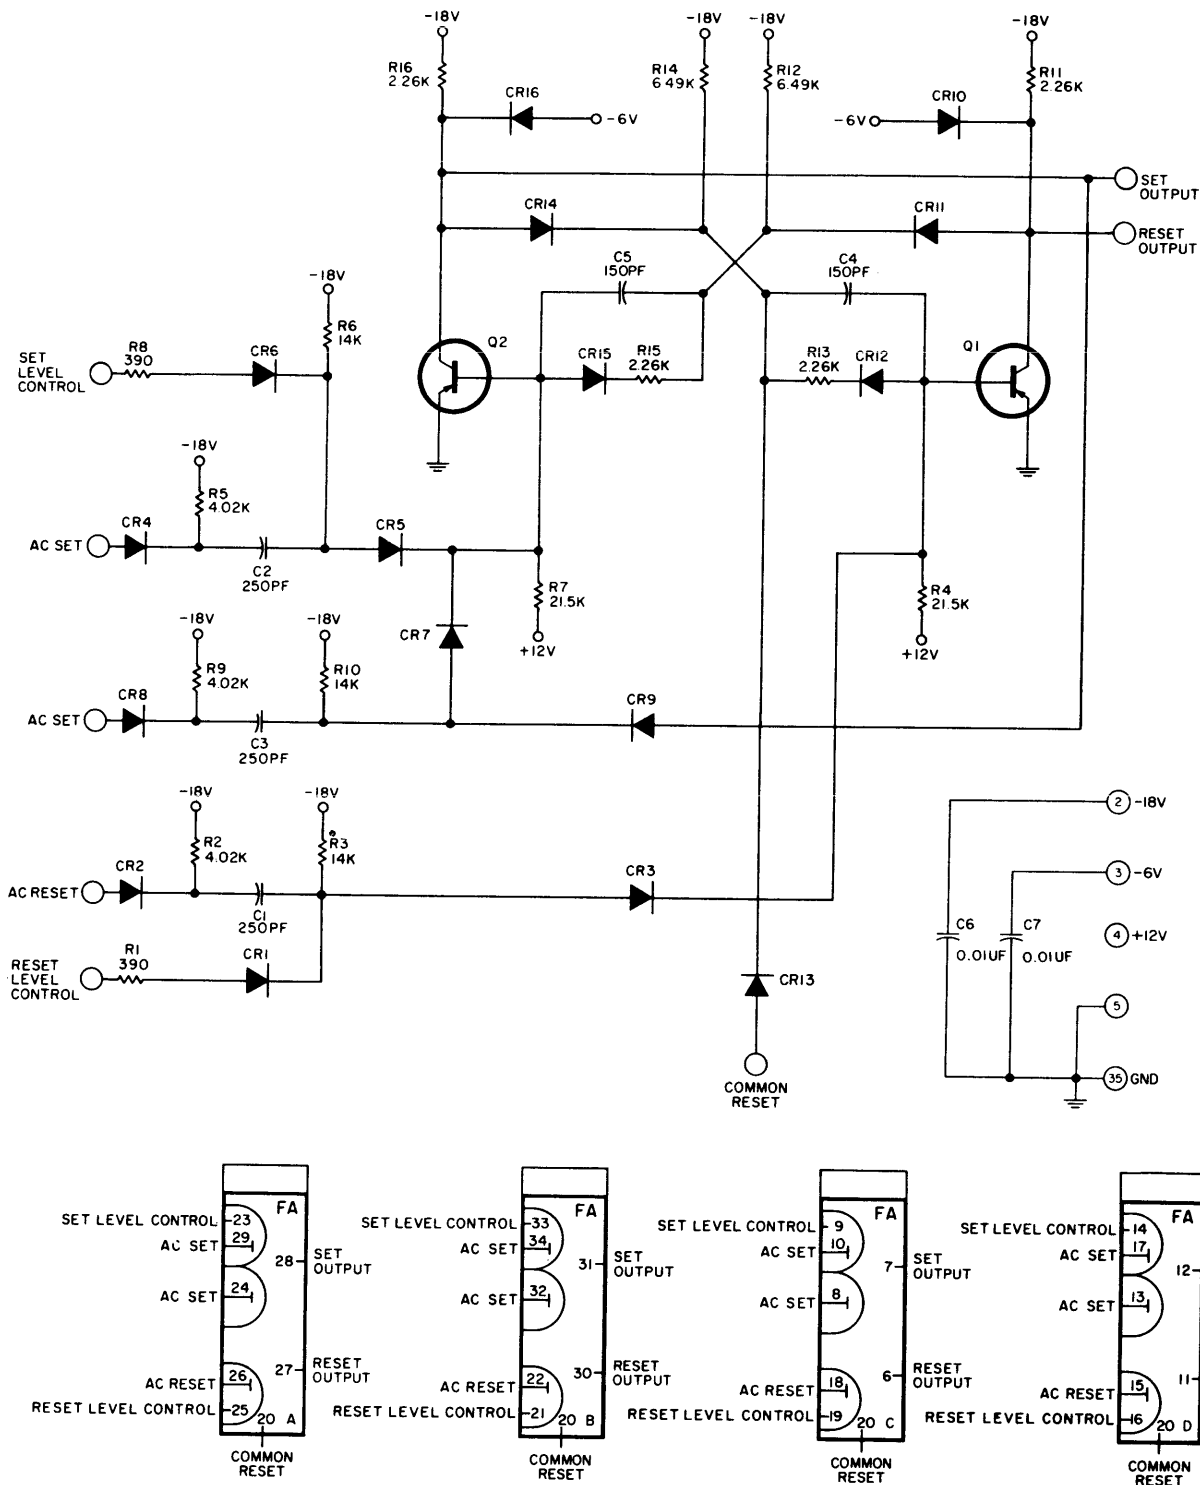 -18V
-18V
-18V
-18V
R16
2.26K
R14
6.49K
R12
6.49K
R11
2.26K
CR16
-6V
CR10
-6V
SET
OUTPUT
CR14
CR11
RESET
OUTPUT
C5
150PF
C4
150PF
-18V
R6
14K
SET
LEVEL
CONTROL
R8
390
CR6
Q2
CR15
R15
2.26K
R13
2.26K
CR12
Q1
-18V
R5
4.02K
AC SET
CR4
C2
250PF
CR5
R7
21.5K
+12V
R4
21.5K
+12V
-18V
-18V
CR7
R9
4.02K
R10
14K
AC SET
CR8
C3
250PF
CR9
-18V
-18V
R2
4.02K
R3
14K
AC RESET
CR2
C1
250PF
CR3
RESET
LEVEL
CONTROL
R1
390
CR1
CR13
COMMON
RESET
2 -18V
3 -6V
C6
0.01UF
C7
0.01UF
4 +12V
5
35 GND
FA
SET LEVEL CONTROL 23
AC SET 29
28 SET
OUTPUT
AC SET 24
27 RESET
OUTPUT
AC RESET 26
RESET LEVEL CONTROL 25
20 A
COMMON
RESET
FA
SET LEVEL CONTROL 33
AC SET 34
31 SET
OUTPUT
AC SET 32
30 RESET
OUTPUT
AC RESET 22
RESET LEVEL CONTROL 21
20 B
COMMON
RESET
FA
SET LEVEL CONTROL 9
AC SET 10
7 SET
OUTPUT
AC SET 8
6 RESET
OUTPUT
AC RESET 18
RESET LEVEL CONTROL 19
20 C
COMMON
RESET
FA
SET LEVEL CONTROL 14
AC SET 17
12
AC SET 13
11
AC RESET 15
RESET LEVEL CONTROL 16
20 D
COMMON
RESET